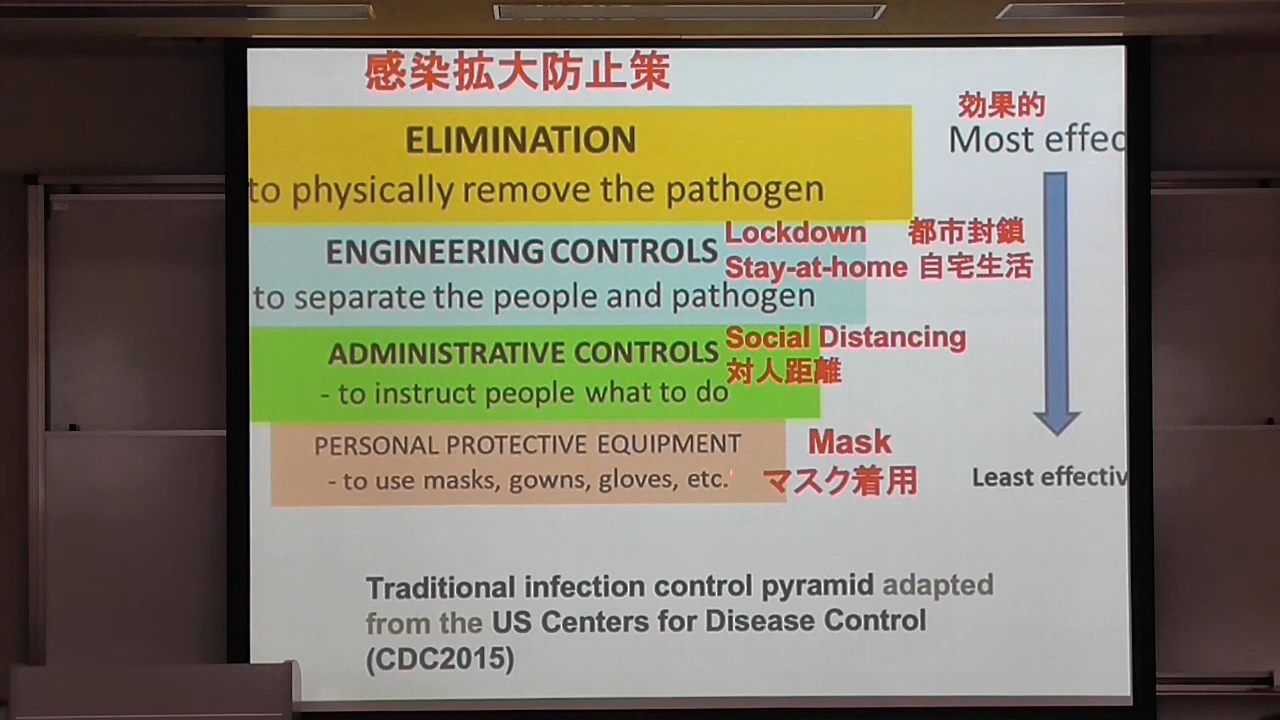 感染拡大防止策
効果的
Most effec
ELIMINATION
to physically remove the pathogen
ENGINEERING CONTROLS
Lockdown 都市封鎖
Stay-at-home 自宅生活
to separate the people and pathogen
ADMINISTRATIVE CONTROLS
Social Distancing
対人距離
- to instruct people what to do
PERSONAL PROTECTIVE EQUIPMENT
Mask
- to use masks, gowns, gloves, etc.
マスク着用
Least effectiv
Traditional infection control pyramid adapted
from the US Centers for Disease Control
(CDC2015)